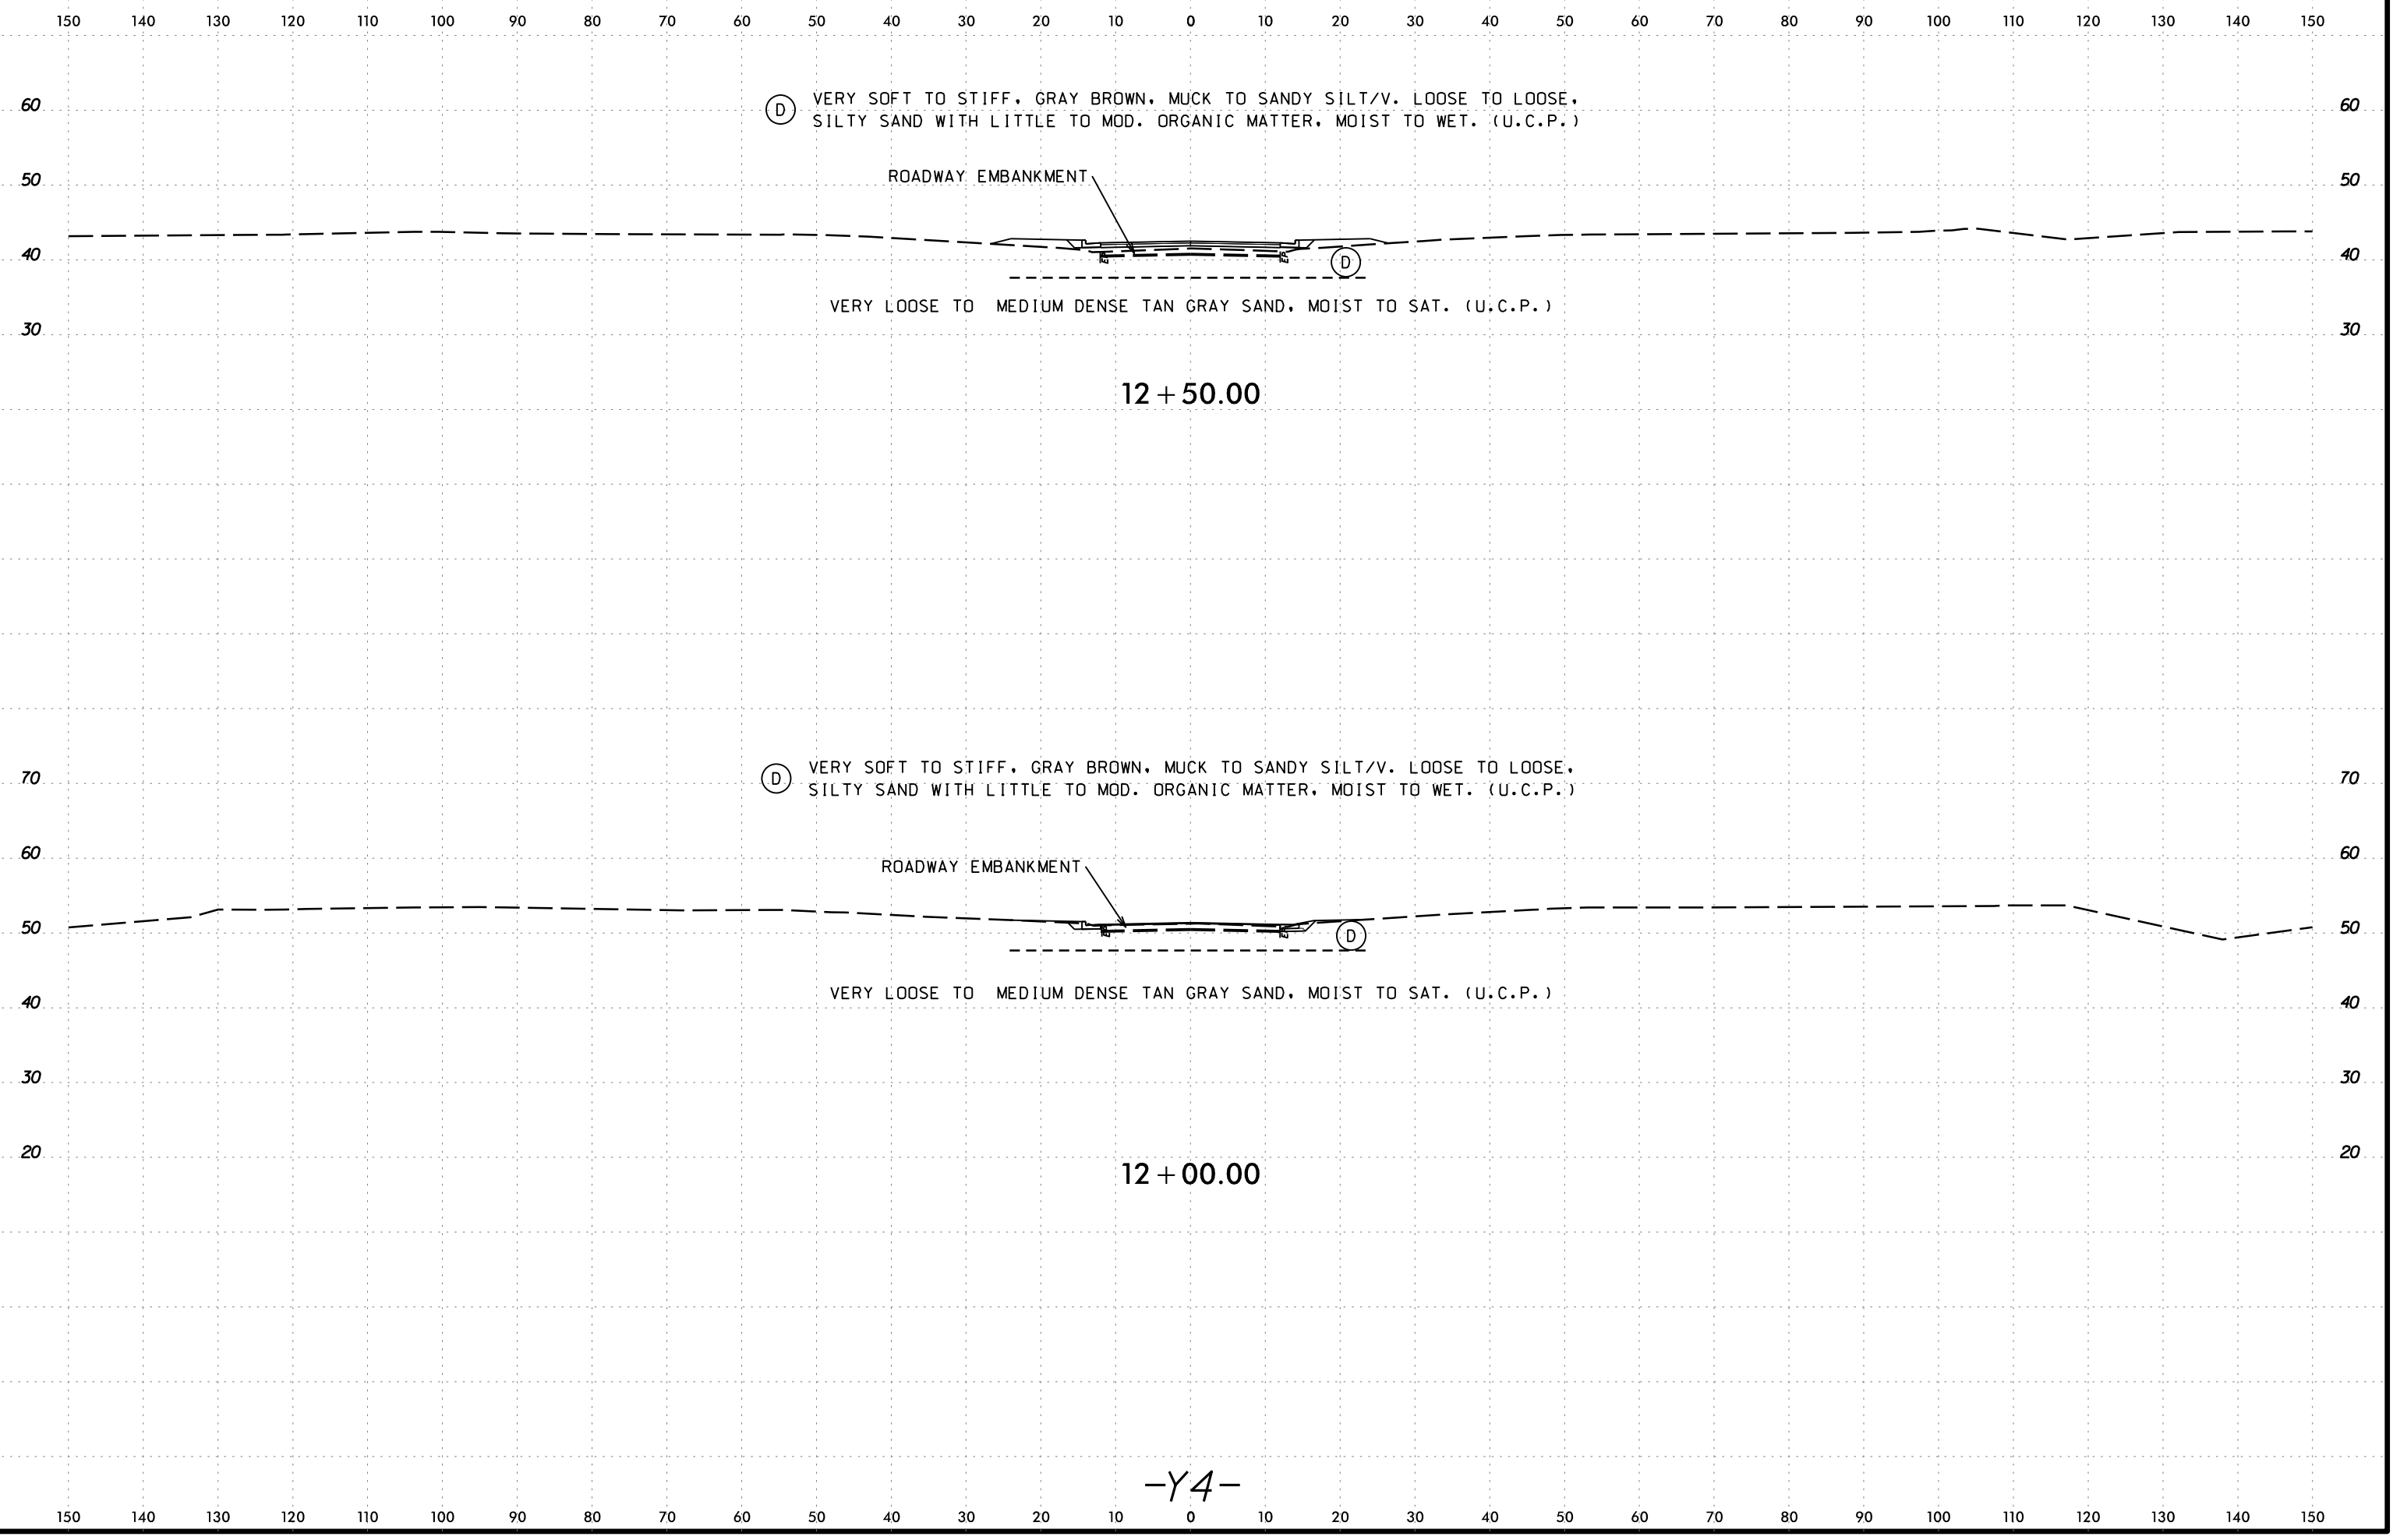 150 140 130 120 110 100 90 80 70 60 50 40 30 20 10 0 10 20 30 40 50 60 70 80 90 100 110 120 130 140 150
60 60
D VERY SOFT TO STIFF, GRAY BROWN, MUCK TO SANDY SILT/V. LOOSE TO LOOSE,
SILTY SAND WITH LITTLE TO MOD. ORGANIC MATTER, MOIST TO WET. (U.C.P.)
50 50
ROADWAY EMBANKMENT
40 40
EP EP
D
VERY LOOSE TO MEDIUM DENSE TAN GRAY SAND, MOIST TO SAT. (U.C.P.)
30 30
12+50.00
D VERY SOFT TO STIFF, GRAY BROWN, MUCK TO SANDY SILT/V. LOOSE TO LOOSE,
70 70
SILTY SAND WITH LITTLE TO MOD. ORGANIC MATTER, MOIST TO WET. (U.C.P.)
60 60
ROADWAY EMBANKMENT
50 50
EP EP
D
VERY LOOSE TO MEDIUM DENSE TAN GRAY SAND, MOIST TO SAT. (U.C.P.)
40 40
30 30
20 20
12+00.00
-Y4-
150 140 130 120 110 100 90 80 70 60 50 40 30 20 10 0 10 20 30 40 50 60 70 80 90 100 110 120 130 140 150